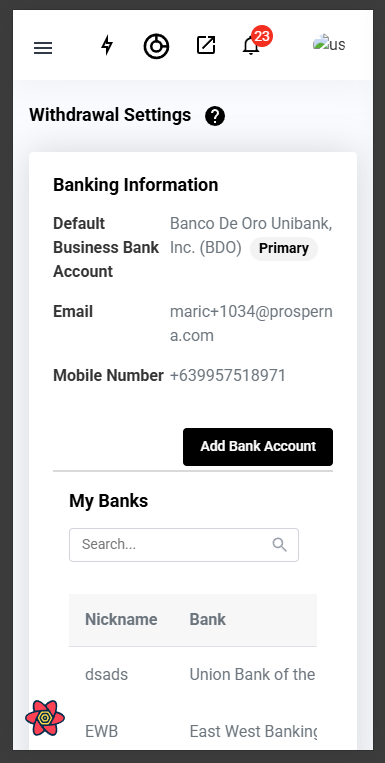 23
us
Withdrawal Settings ?
Banking Information
Default Business Bank Account
Banco De Oro Unibank, Inc. (BDO) Primary
Email
maric+1034@prosperna.com
Mobile Number +639957518971
Add Bank Account
My Banks
Search...
Nickname Bank
dsads Union Bank of the
EWB East West Banking